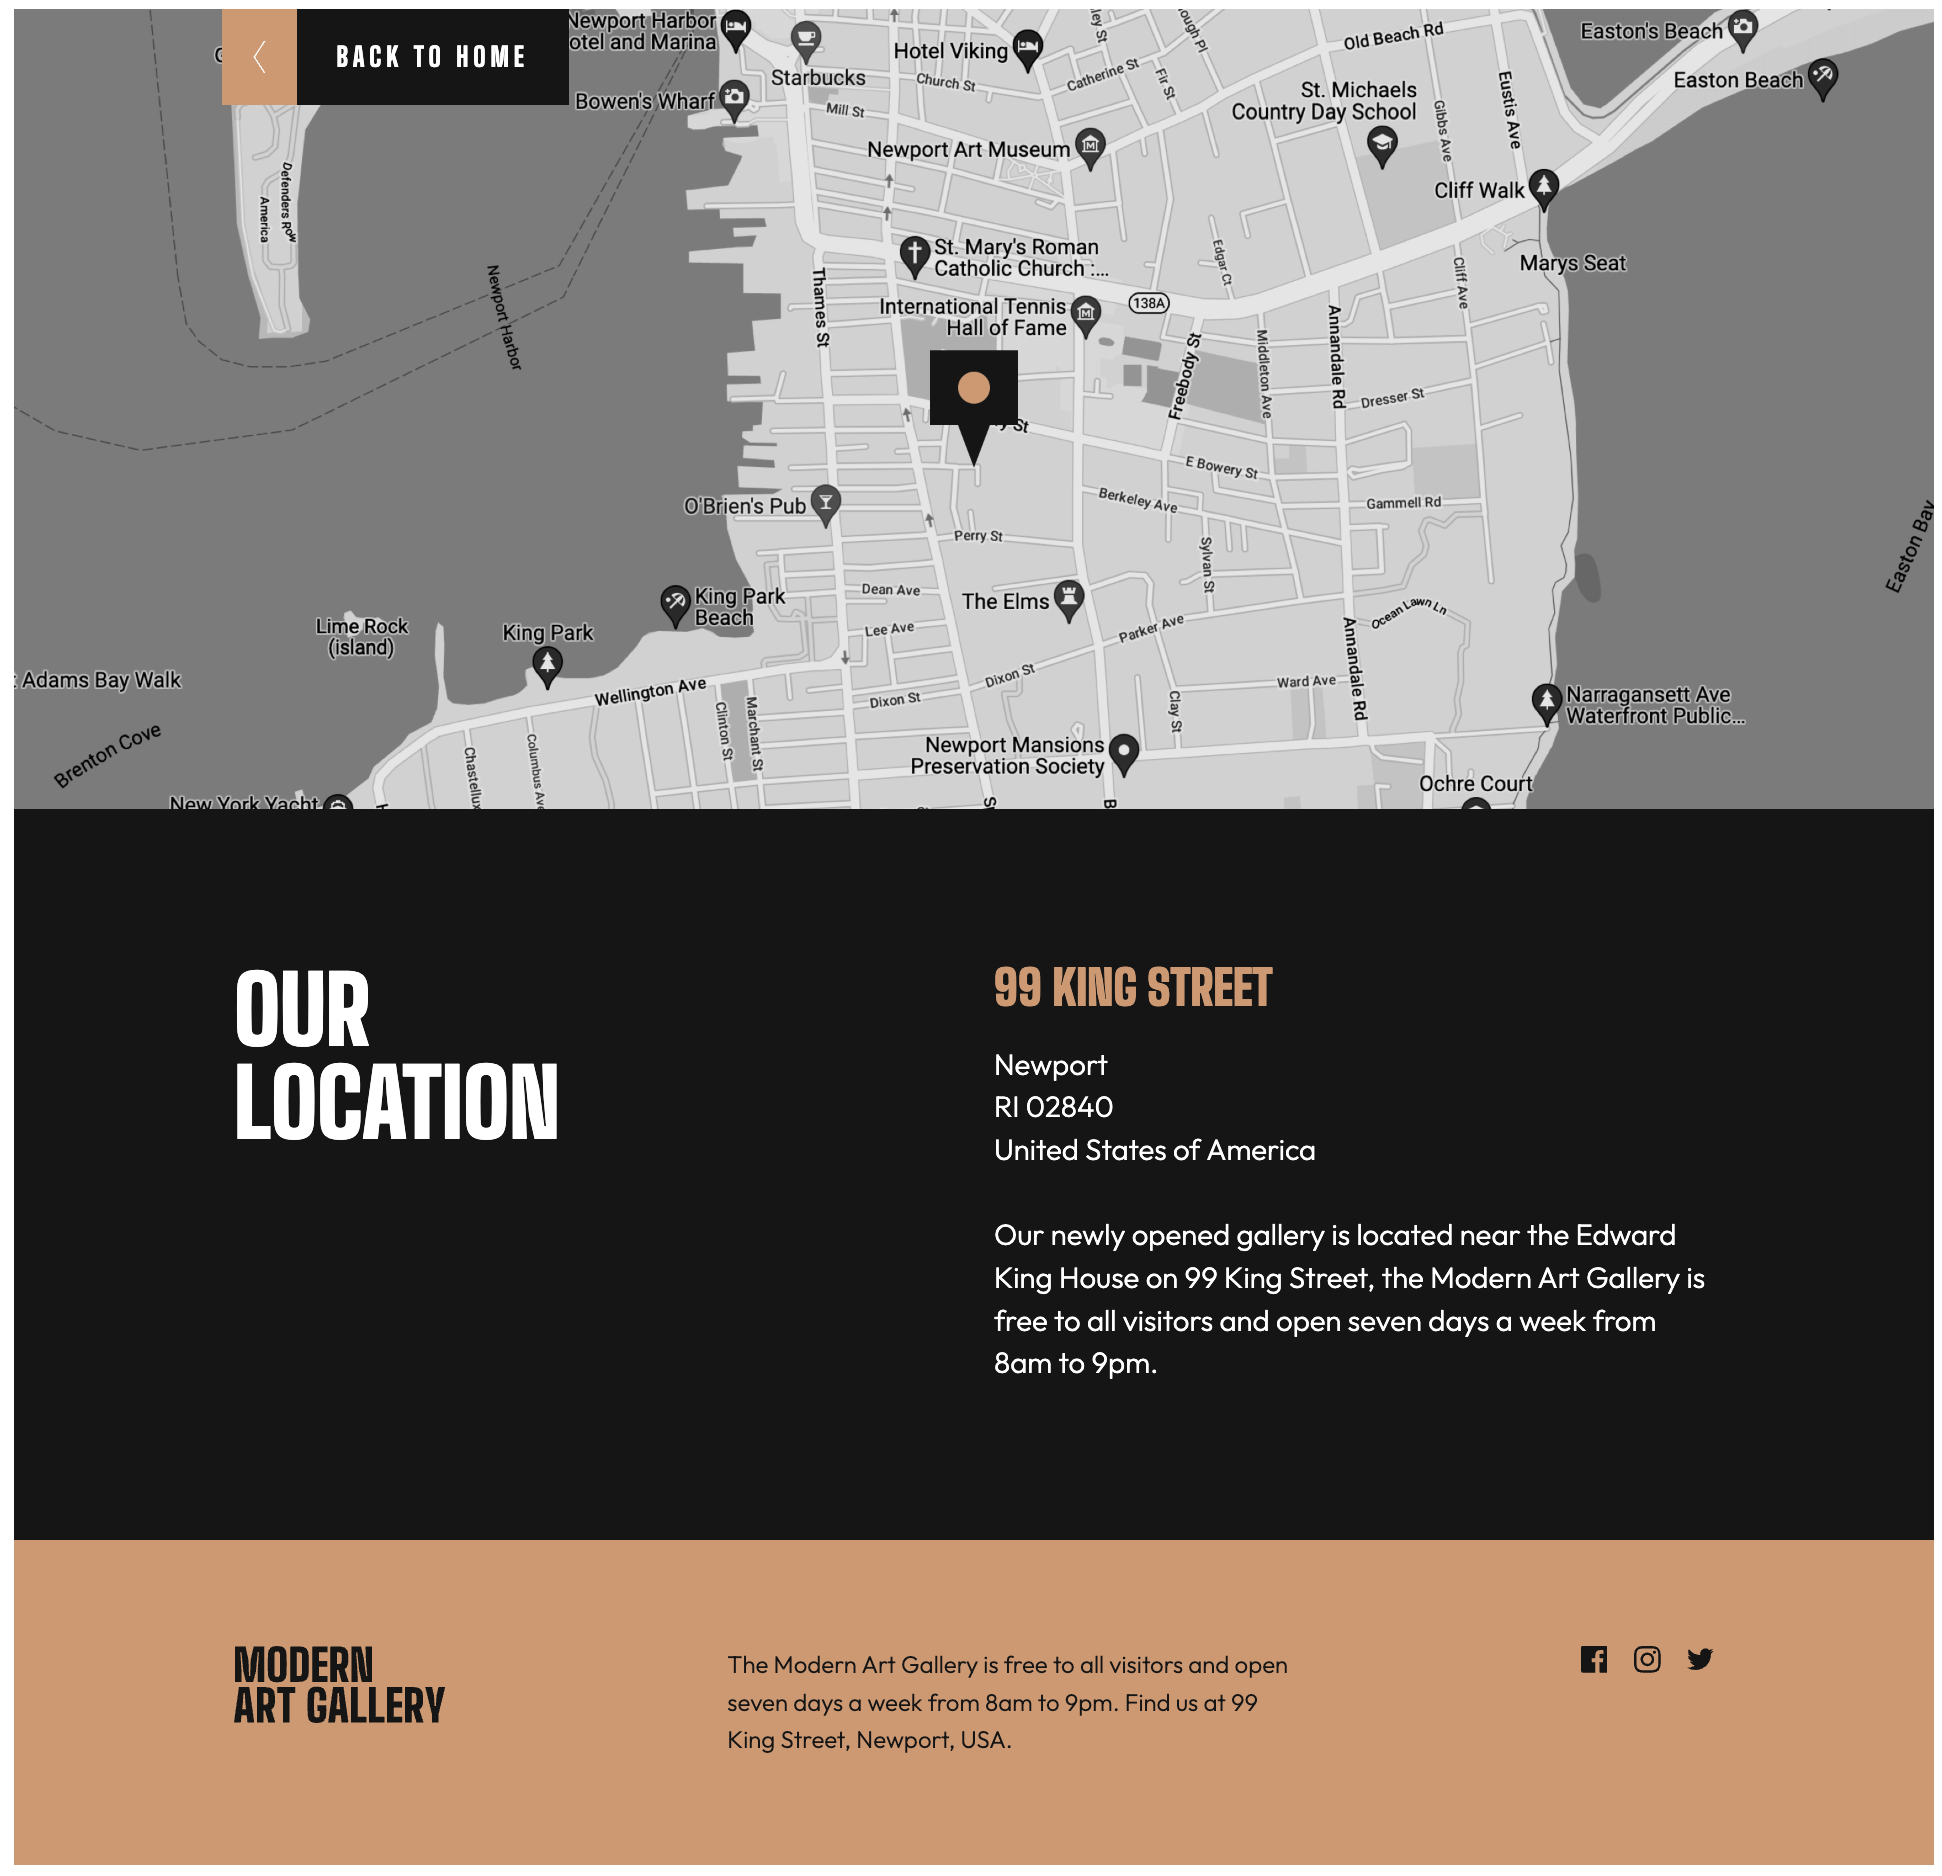 BACK TO HOME
Newport Harbor
otel and Marina
Starbucks
Bowen's Wharf
Hotel Viking
Church St
Mill St
Catherine St
Fir St
Old Beach Rd
Easton's Beach
Easton Beach
St. Michaels
Country Day School
Gibbs Ave
Eustis Ave
Newport Art Museum
Cliff Walk
Defenders Row
America
Newport Harbor
St. Mary's Roman
Catholic Church :...
Edgar Ct
Cliff Ave
Marys Seat
Thames St
International Tennis
Hall of Fame
138A
Freebody St
Middleton Ave
Annandale Rd
Dresser St
y St
E Bowery St
Berkeley Ave
Gammell Rd
O'Brien's Pub
Perry St
Sylvan St
Easton Bay
King Park
Beach
Dean Ave
The Elms
Lime Rock
(island)
King Park
Lee Ave
Parker Ave
Ocean Lawn Ln
Annandale Rd
Adams Bay Walk
Wellington Ave
Dixon St
Dixon St
Ward Ave
Clay St
Narragansett Ave
Waterfront Public...
Clinton St
Marchant St
Brenton Cove
Chastellux
Columbus Ave
Newport Mansions
Preservation Society
Ochre Court
New York Yacht
OUR
LOCATION
99 KING STREET
Newport
RI 02840
United States of America
Our newly opened gallery is located near the Edward
King House on 99 King Street, the Modern Art Gallery is
free to all visitors and open seven days a week from
8am to 9pm.
MODERN
ART GALLERY
The Modern Art Gallery is free to all visitors and open
seven days a week from 8am to 9pm. Find us at 99
King Street, Newport, USA.